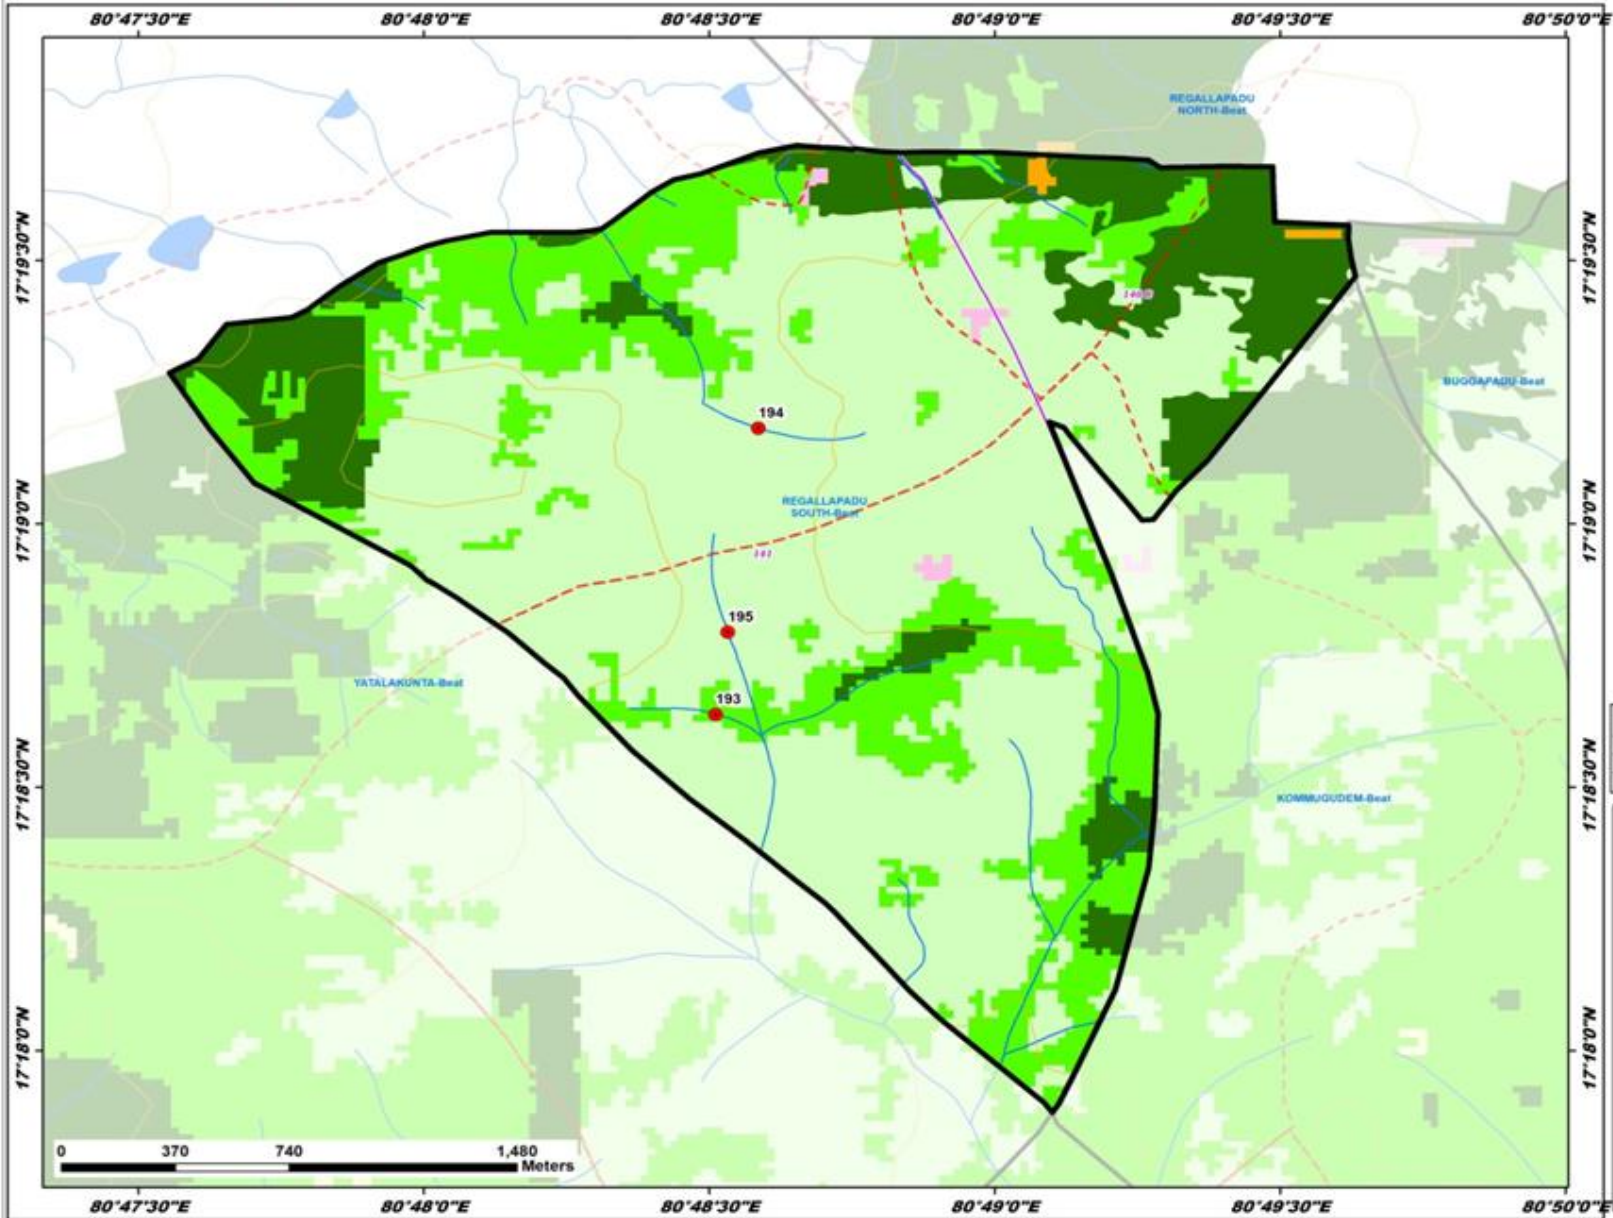 80°47'30"E 80°48'0"E 80°48'30"E 80°49'0"E 80°49'30"E 80°50'0"E
REGALLAPADU
NORTH-Beat
17°19'30"N
17°19'30"N
BUGGAPADU-Beat
194
REGALLAPADU
SOUTH-Beat
17°19'0"N
17°19'0"N
141
195
YATALAKUNTA-Beat
193
17°18'30"N
17°18'30"N
KOMMUGUDEM-Beat
17°18'0"N
17°18'0"N
0 370 740 1,480
Meters
80°47'30"E 80°48'0"E 80°48'30"E 80°49'0"E 80°49'30"E 80°50'0"E